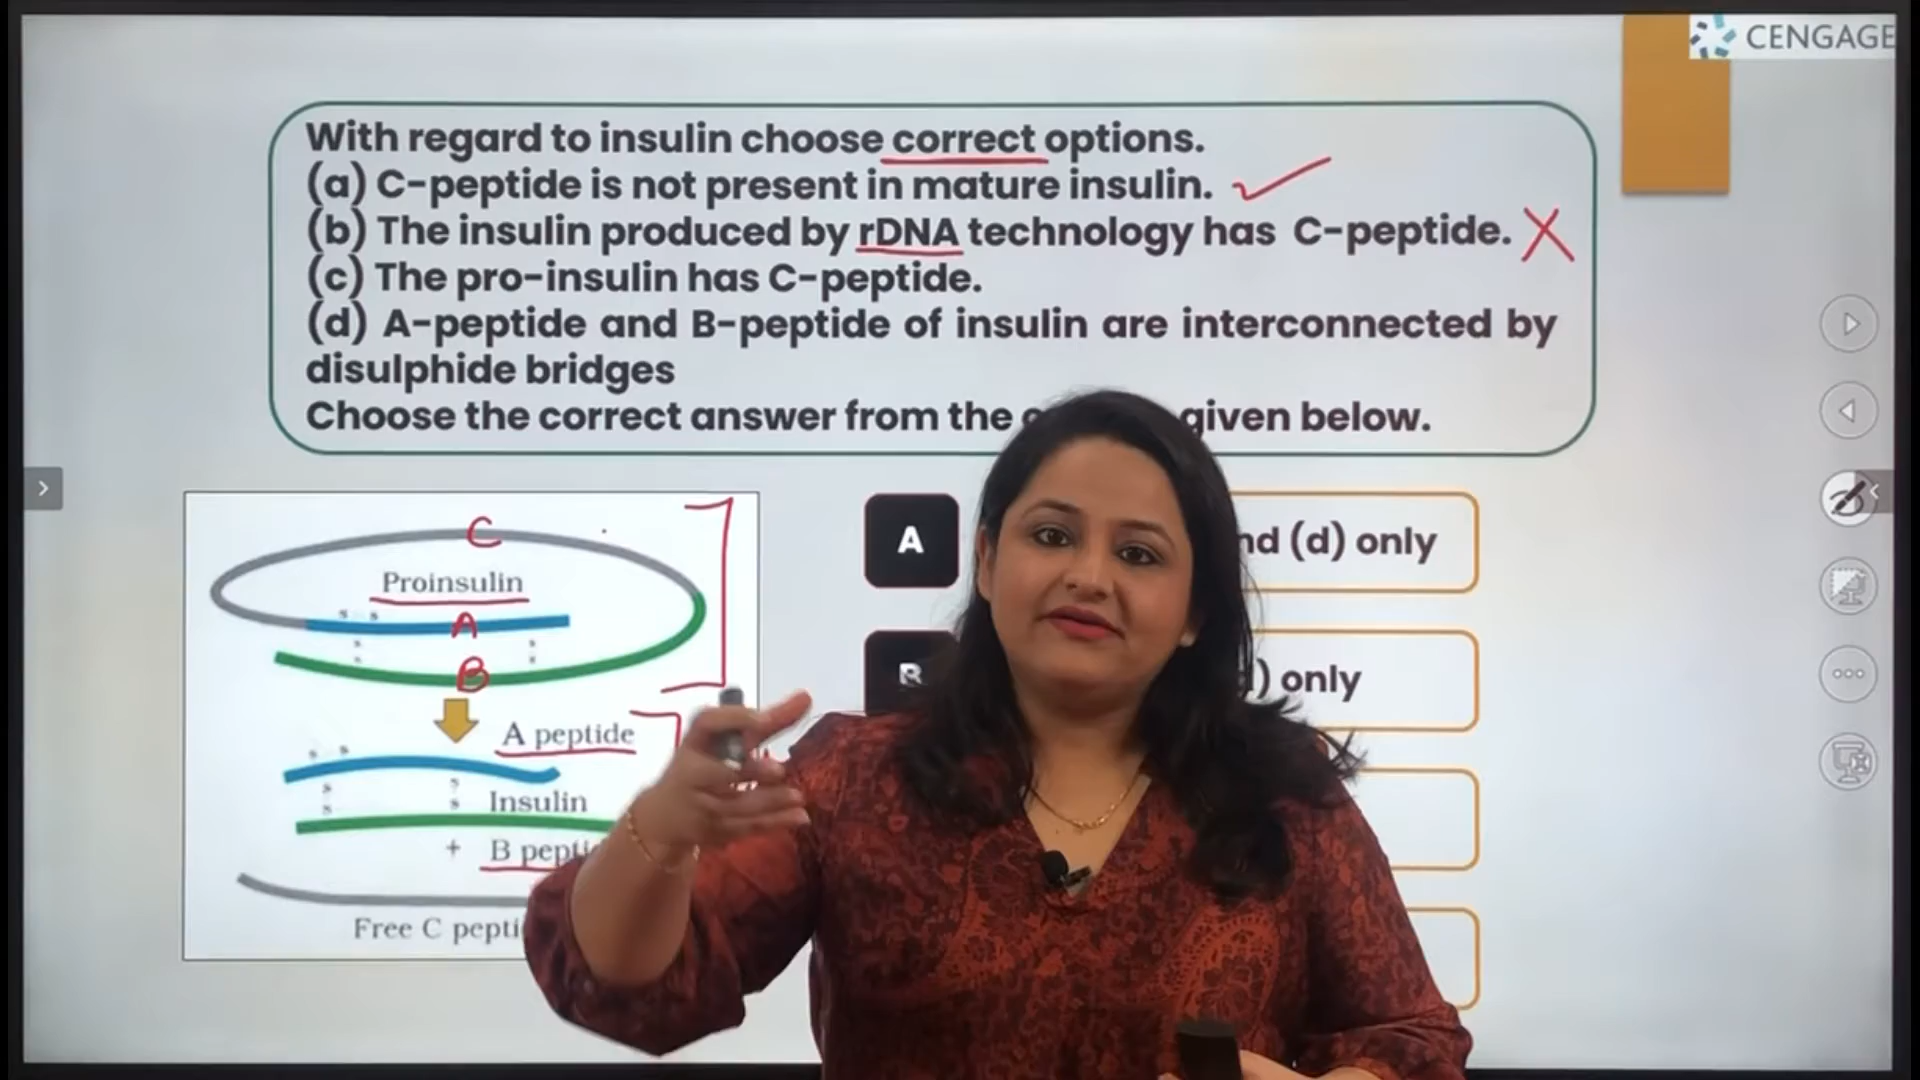 CENGAGE
With regard to insulin choose correct options.
(a) C-peptide is not present in mature insulin.
(b) The insulin produced by rDNA technology has C-peptide.
(c) The pro-insulin has C-peptide.
(d) A-peptide and B-peptide of insulin are interconnected by
disulphide bridges
Choose the correct answer from the given below.
C
Proinsulin
s s
A
s s
s s
B
A peptide
s s
s s
s s
Insulin
+ B
Free C
A
(d) only
B
only